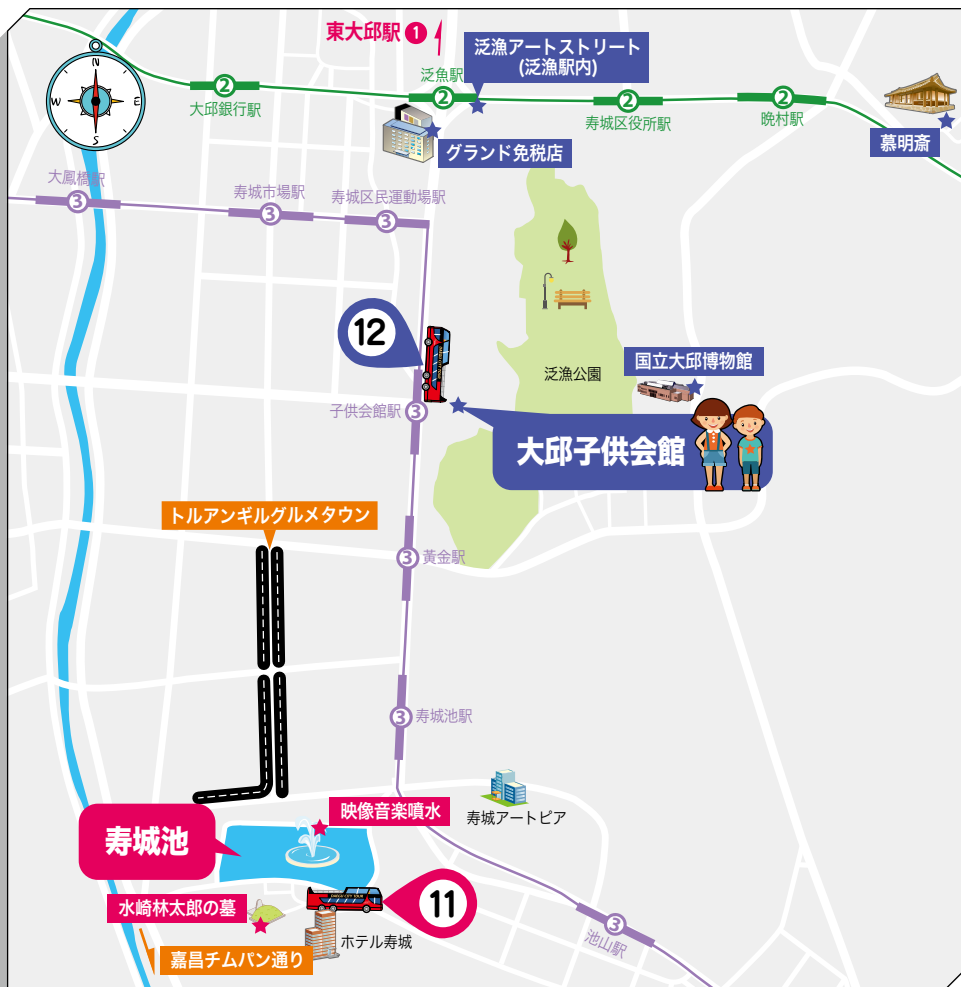 東大邱駅 1
泛漁アートストリート
(泛漁駅内)
N
W
E
S
泛魚駅
2
2
2
2
大邱銀行駅
寿城区役所駅
晩村駅
慕明斎
グランド免税店
大鳳橋駅
3
寿城市場駅
3
寿城区民運動場駅
3
12
国立大邱博物館
泛漁公園
子供会館駅
3
大邱子供会館
トルアンギルグルメタウン
3
黃金駅
3
寿城池駅
映像音楽噴水
寿城アートピア
寿城池
DAEGU CITY TOUR
11
水崎林太郎の墓
ホテル寿城
3
池山駅
嘉昌チムパン通り